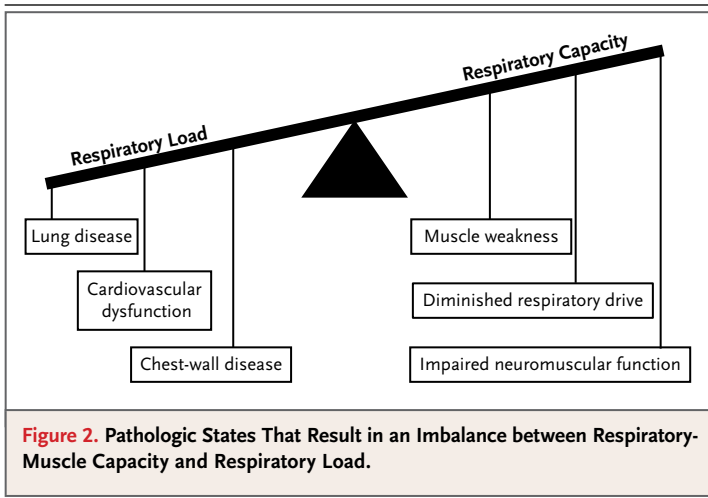 Respiratory Capacity
Respiratory Load
Lung disease
Muscle weakness
Cardiovascular
dysfunction
Diminished respiratory drive
Chest-wall disease
Impaired neuromuscular function
Figure 2. Pathologic States That Result in an Imbalance between Respiratory-
Muscle Capacity and Respiratory Load.